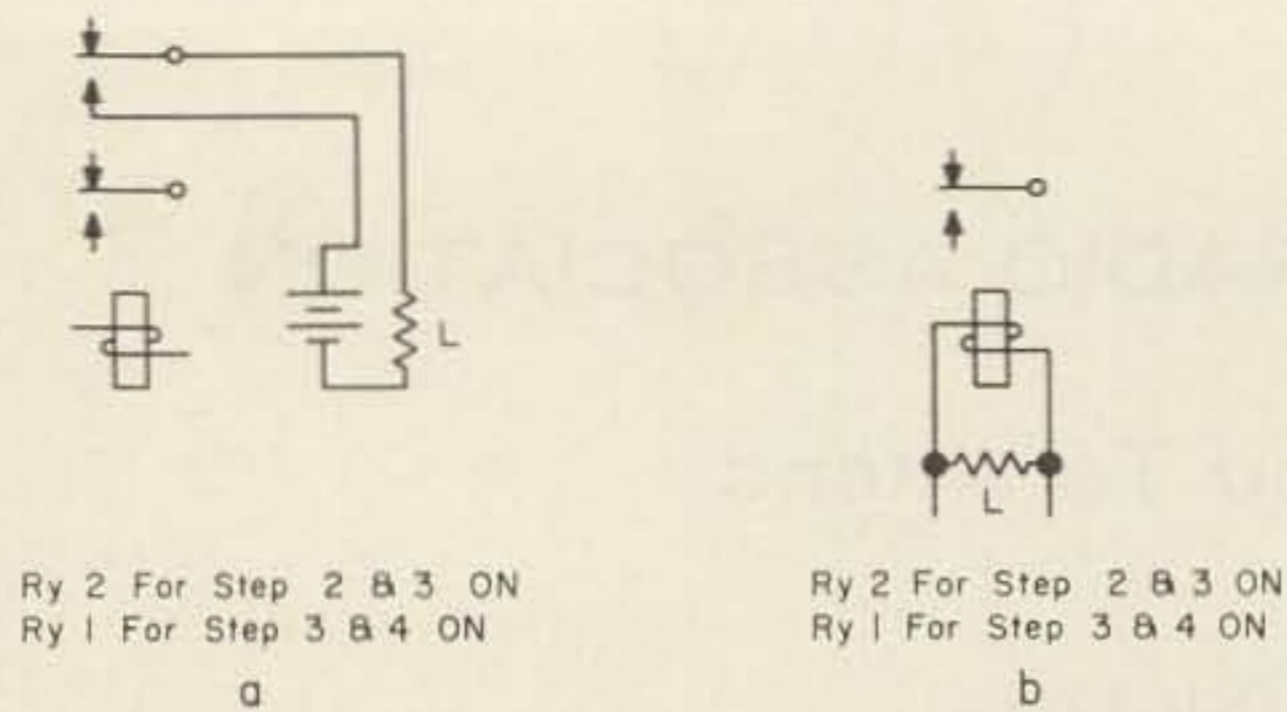 L
L
Ry 2 For Step 2 & 3 ON
Ry 1 For Step 3 & 4 ON
a
Ry 2 For Step 2 & 3 ON
Ry 1 For Step 3 & 4 ON
b